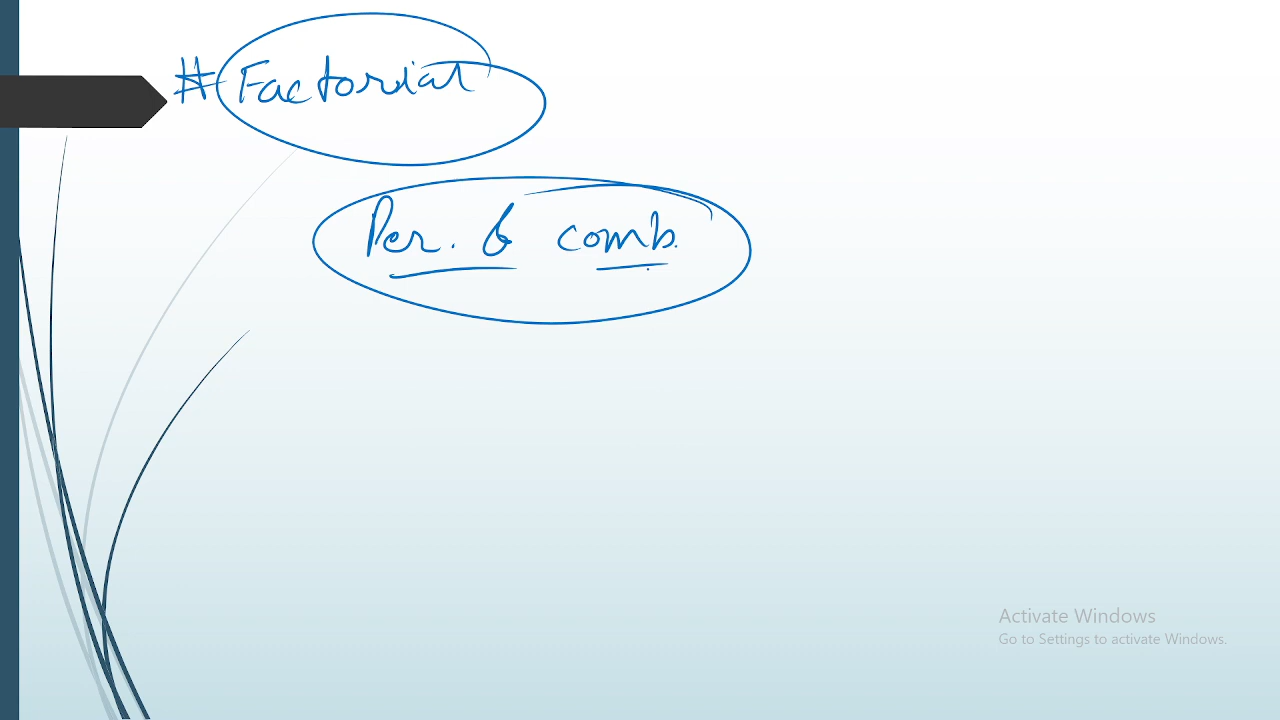 # Factorial
Per. & comb.
Activate Windows
Go to Settings to activate Windows.